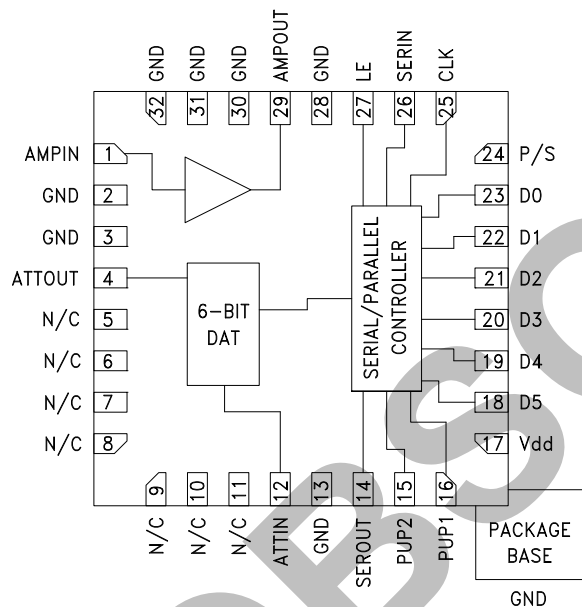 GND
GND
GND
AMPOUT
GND
LE
SERIN
CLK
32
31
30
29
28
27
26
25
AMPIN 1
GND 2
GND 3
ATTOUT 4
N/C 5
N/C 6
N/C 7
N/C 8
6-BIT
DAT
SERIAL/PARALLEL
CONTROLLER
24 P/S
23 D0
22 D1
21 D2
20 D3
19 D4
18 D5
17 Vdd
9
10
11
12
13
14
15
16
N/C
N/C
N/C
ATTIN
GND
SEROUT
PUP2
PUP1
PACKAGE
BASE
GND
OBSO